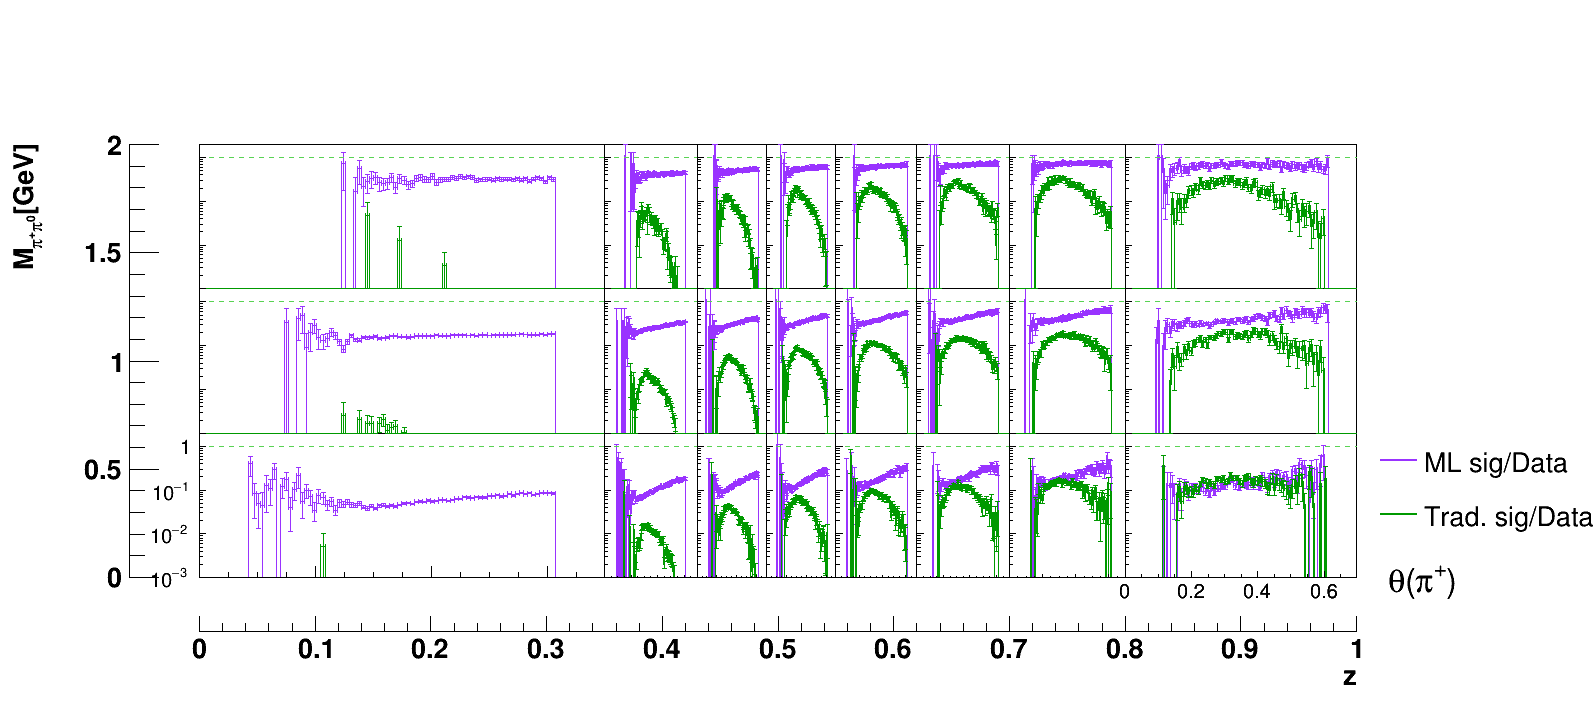 M π⁺π⁰ [GeV]
2
1.5
1
0.5
0
1
10⁻¹
10⁻²
10⁻³
ML sig/Data
Trad. sig/Data
θ(π⁺)
0 0.2 0.4 0.6
0 0.1 0.2 0.3 0.4 0.5 0.6 0.7 0.8 0.9 1
z